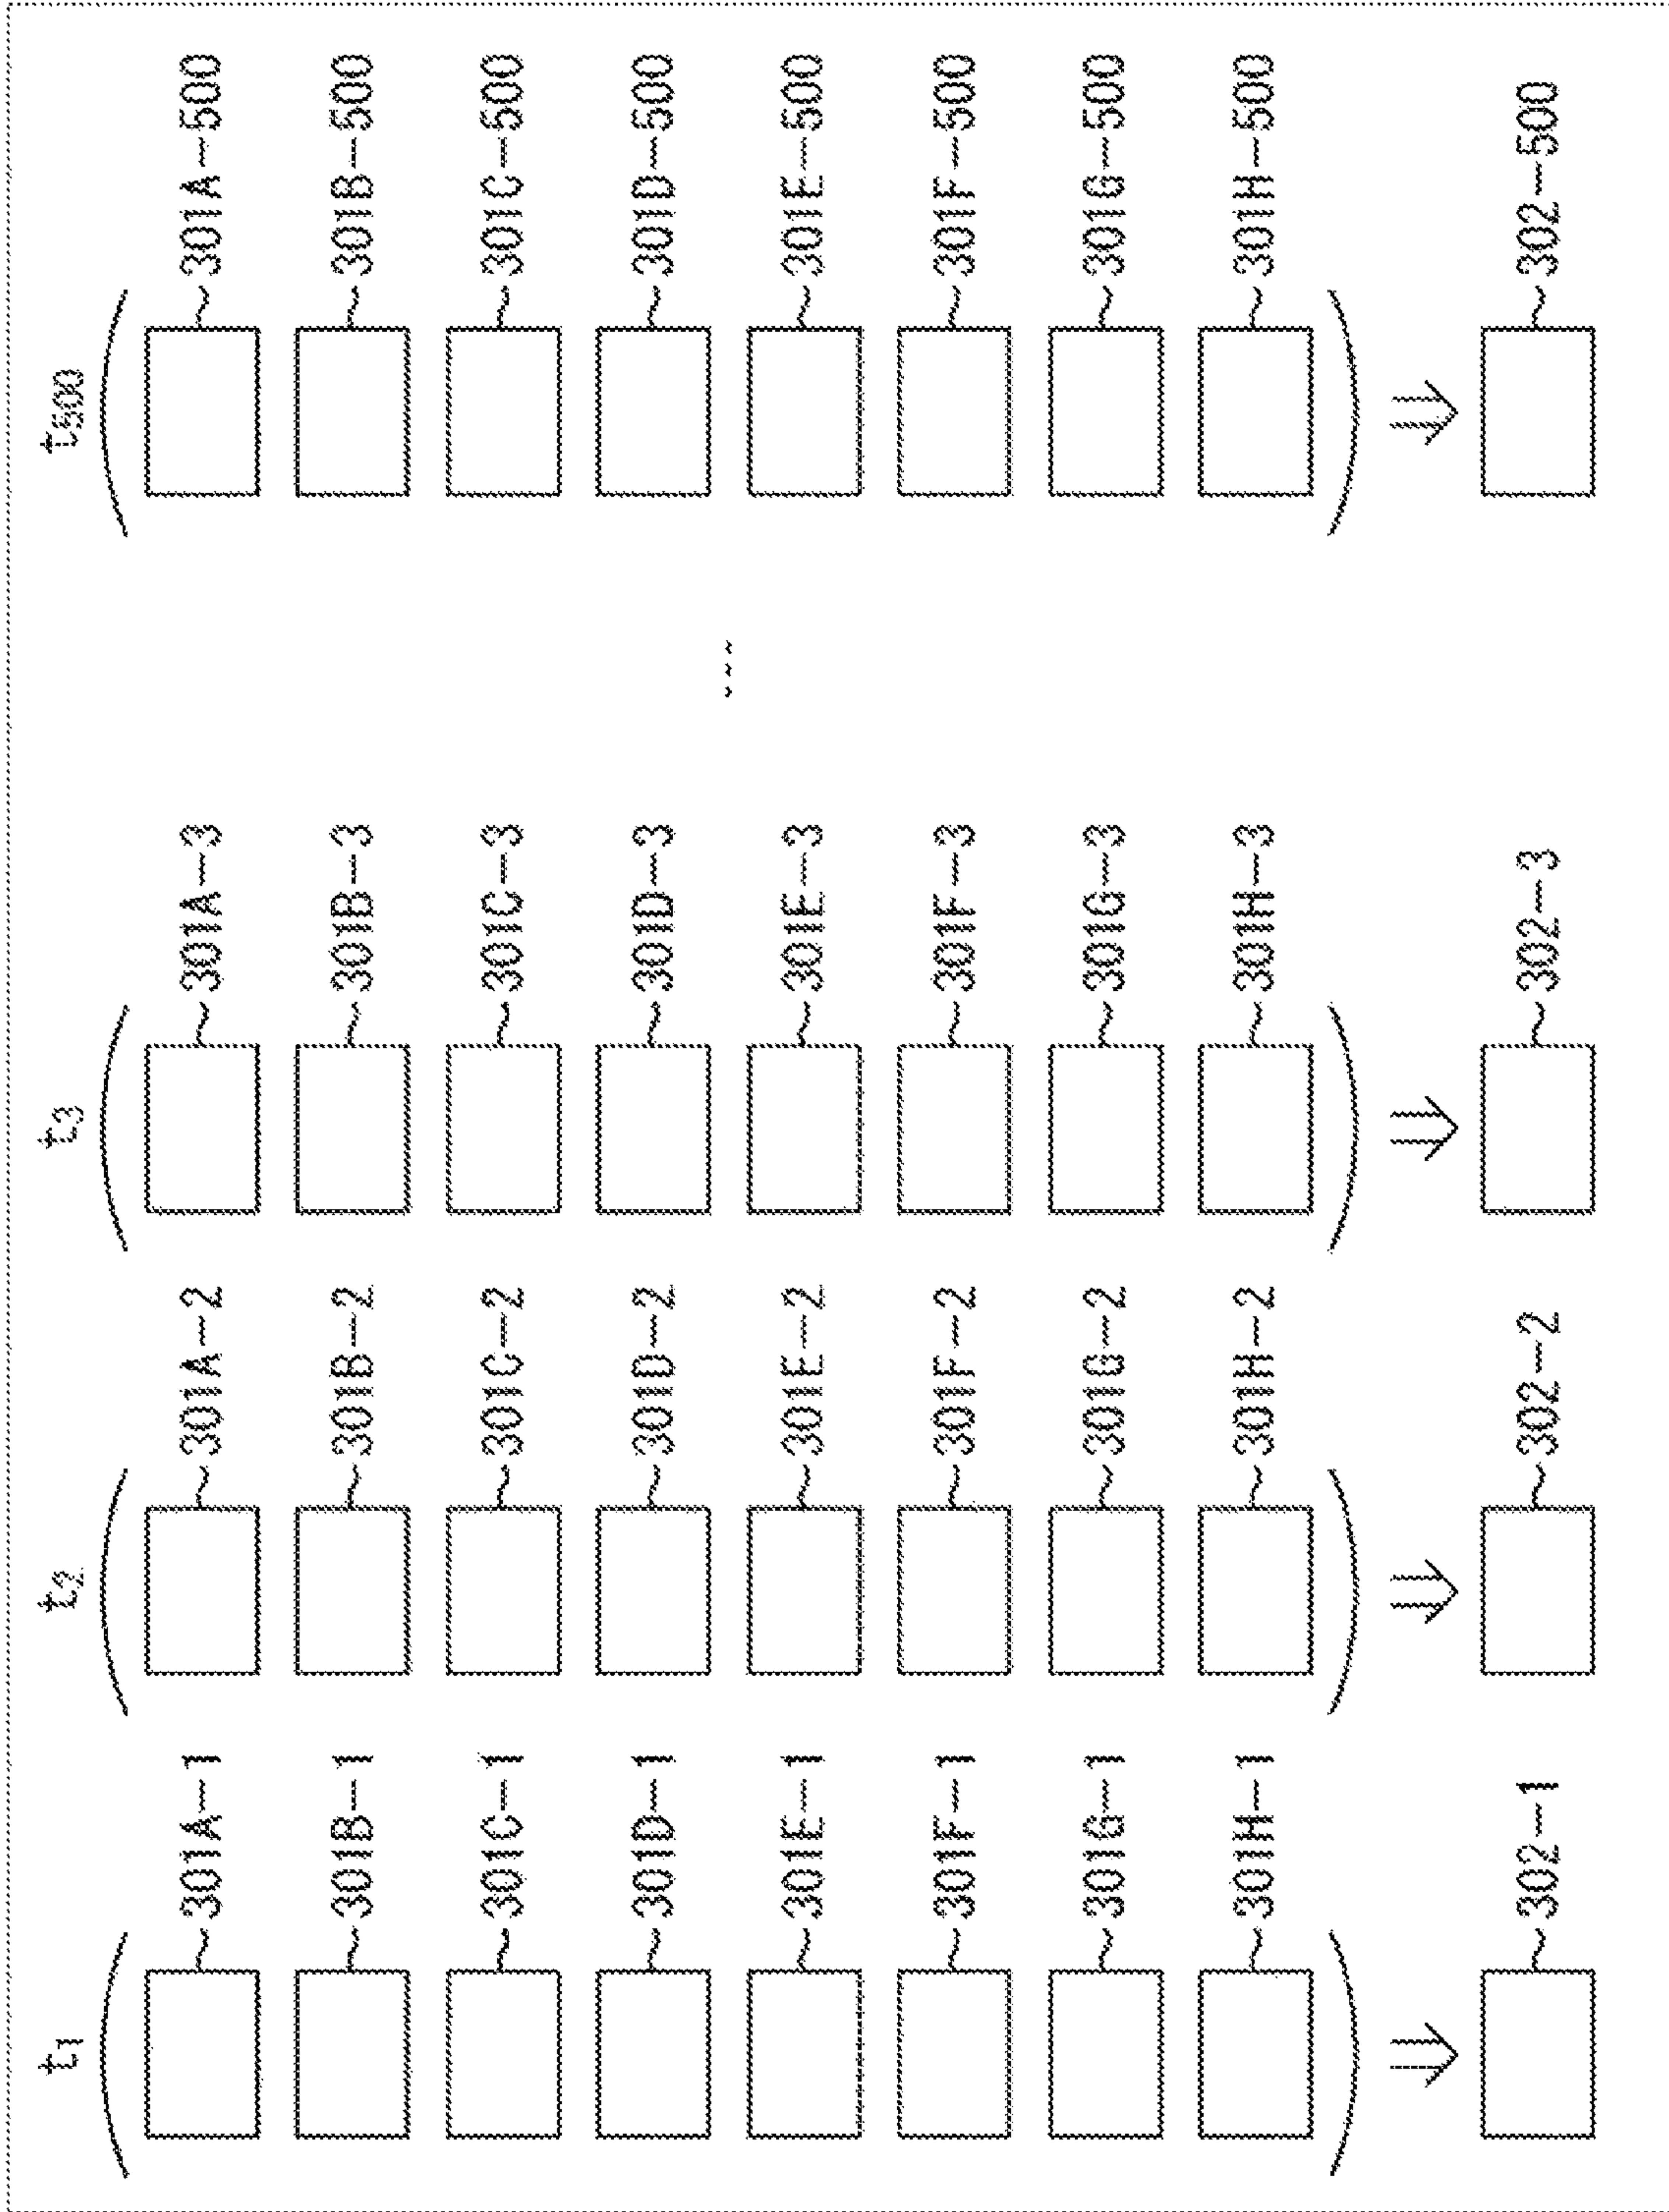 t1 t2 t3 t500
301A—1 301A—2 301A—3 301A—500
301B—1 301B—2 301B—3 301B—500
301C—1 301C—2 301C—3 301C—500
301D—1 301D—2 301D—3 301D—500
301E—1 301E—2 301E—3 ... 301E—500
301F—1 301F—2 301F—3 301F—500
301G—1 301G—2 301G—3 301G—500
301H—1 301H—2 301H—3 301H—500
302—1 302—2 302—3 302—500